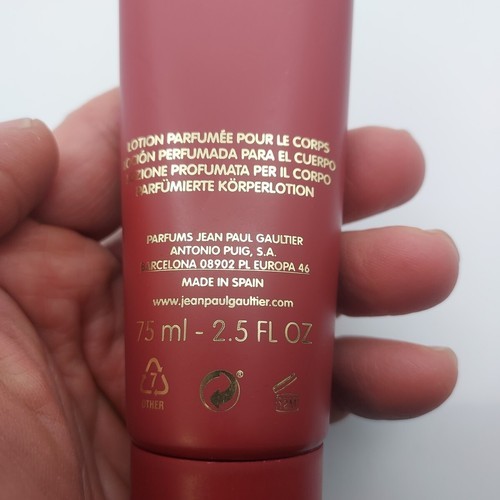 LOTION PARFUMÉE POUR LE CORPS
LOCIÓN PERFUMADA PARA EL CUERPO
LOZIONE PROFUMATA PER IL CORPO
PARFÜMIERTE KÖRPERLOTION
PARFUMS JEAN PAUL GAULTIER
ANTONIO PUIG, S.A.
BARCELONA 08902 PL EUROPA 46
MADE IN SPAIN
www.jeanpaulgaultier.com
75 ml - 2.5 FL OZ
7
OTHER
®